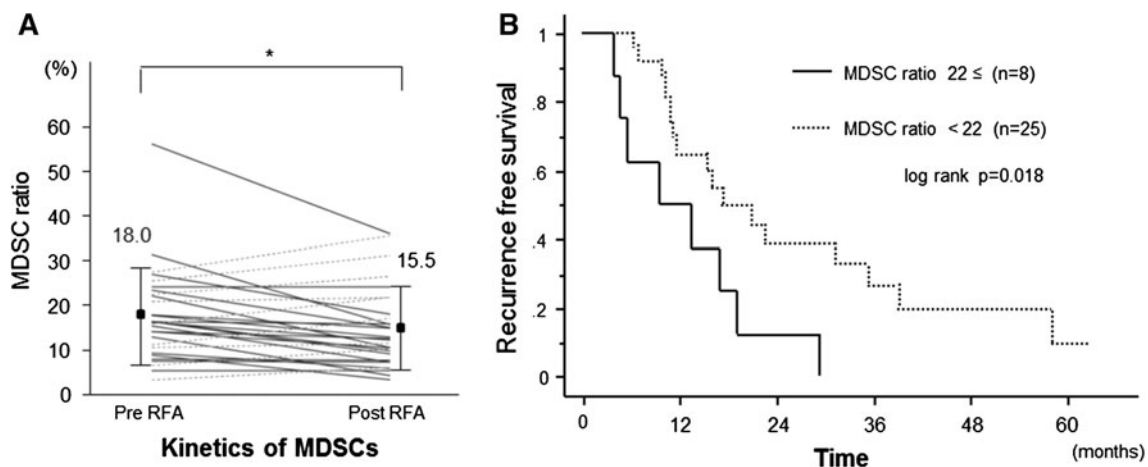 A
(%)
*
60
50
40
30
20
10
0
MDSC ratio
18.0
15.5
Pre RFA
Post RFA
Kinetics of MDSCs
B
1
.8
.6
.4
.2
0
Recurrence free survival
MDSC ratio 22 ≤ (n=8)
MDSC ratio < 22 (n=25)
log rank p=0.018
0
12
24
36
48
60
Time
(months)